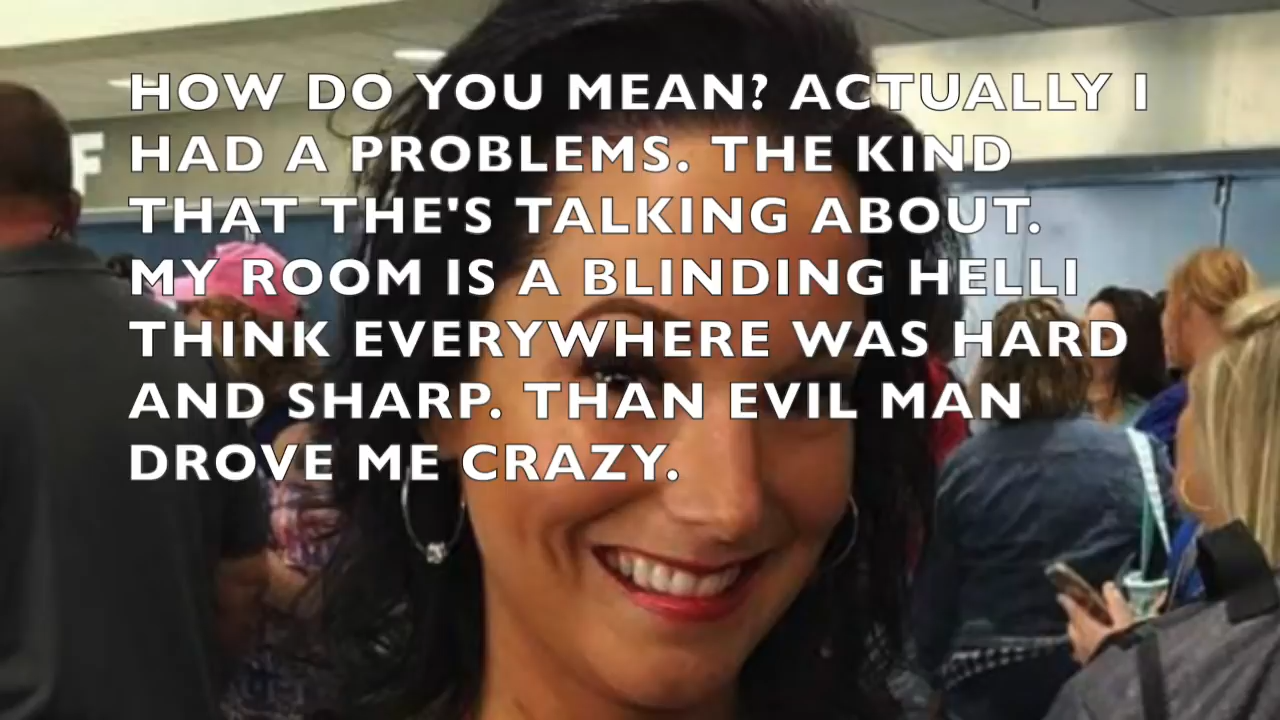 HOW DO YOU MEAN? ACTUALLY I
HAD A PROBLEMS. THE KIND
THAT THE'S TALKING ABOUT.
MY ROOM IS A BLINDING HELLI
THINK EVERYWHERE WAS HARD
AND SHARP. THAN EVIL MAN
DROVE ME CRAZY.
F